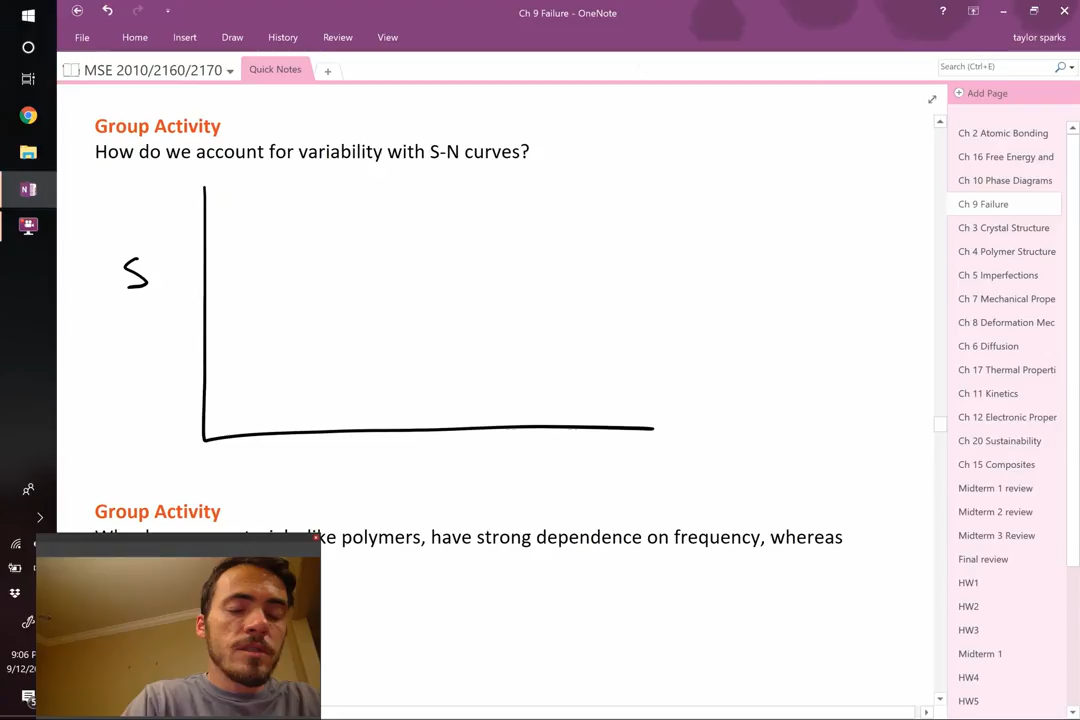 Ch 9 Failure - OneNote
?
File
Home
Insert
Draw
History
Review
View
taylor sparks
MSE 2010/2160/2170
Quick Notes
+
Search (Ctrl+E)
Add Page
Group Activity
How do we account for variability with S-N curves?
S
Group Activity
like polymers, have strong dependence on frequency, whereas
Ch 2 Atomic Bonding
Ch 16 Free Energy and
Ch 10 Phase Diagrams
Ch 9 Failure
Ch 3 Crystal Structure
Ch 4 Polymer Structure
Ch 5 Imperfections
Ch 7 Mechanical Prope
Ch 8 Deformation Mec
Ch 6 Diffusion
Ch 17 Thermal Properti
Ch 11 Kinetics
Ch 12 Electronic Proper
Ch 20 Sustainability
Ch 15 Composites
Midterm 1 review
Midterm 2 review
Midterm 3 Review
Final review
HW1
HW2
HW3
Midterm 1
HW4
HW5
9:06 P
9/12/20